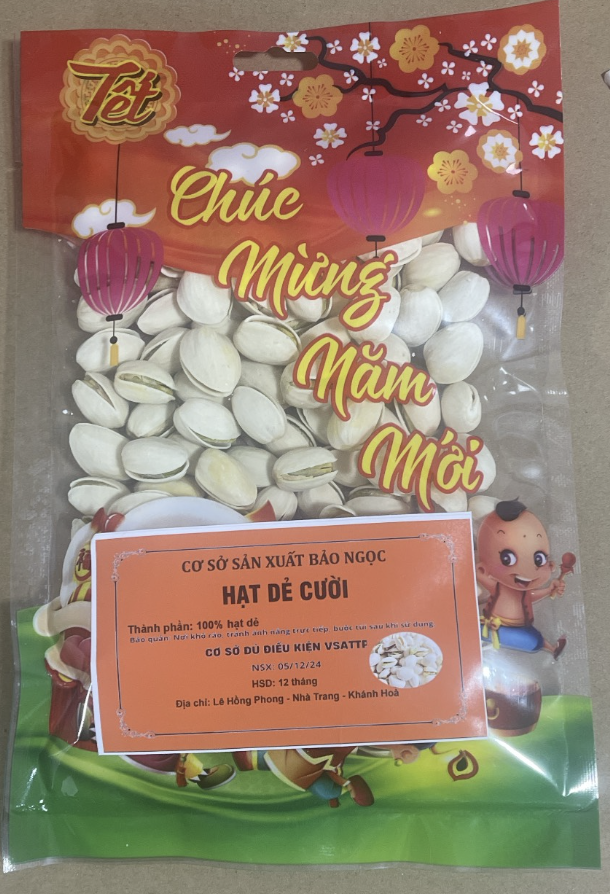 Tết
Chúc
Mừng
Năm
Mới
CƠ SỞ SẢN XUẤT BẢO NGỌC
HẠT DẺ CƯỜI
Thành phần: 100% hạt dẻ
Bảo quản: Nơi khô ráo, tránh ánh nắng trực tiếp, buộc túi sau khi sử dụng
CƠ SỞ ĐỦ ĐIỀU KIỆN VSATTP
NSX: 05/12/24
HSD: 12 tháng
Địa chỉ: Lê Hồng Phong - Nha Trang - Khánh Hoà